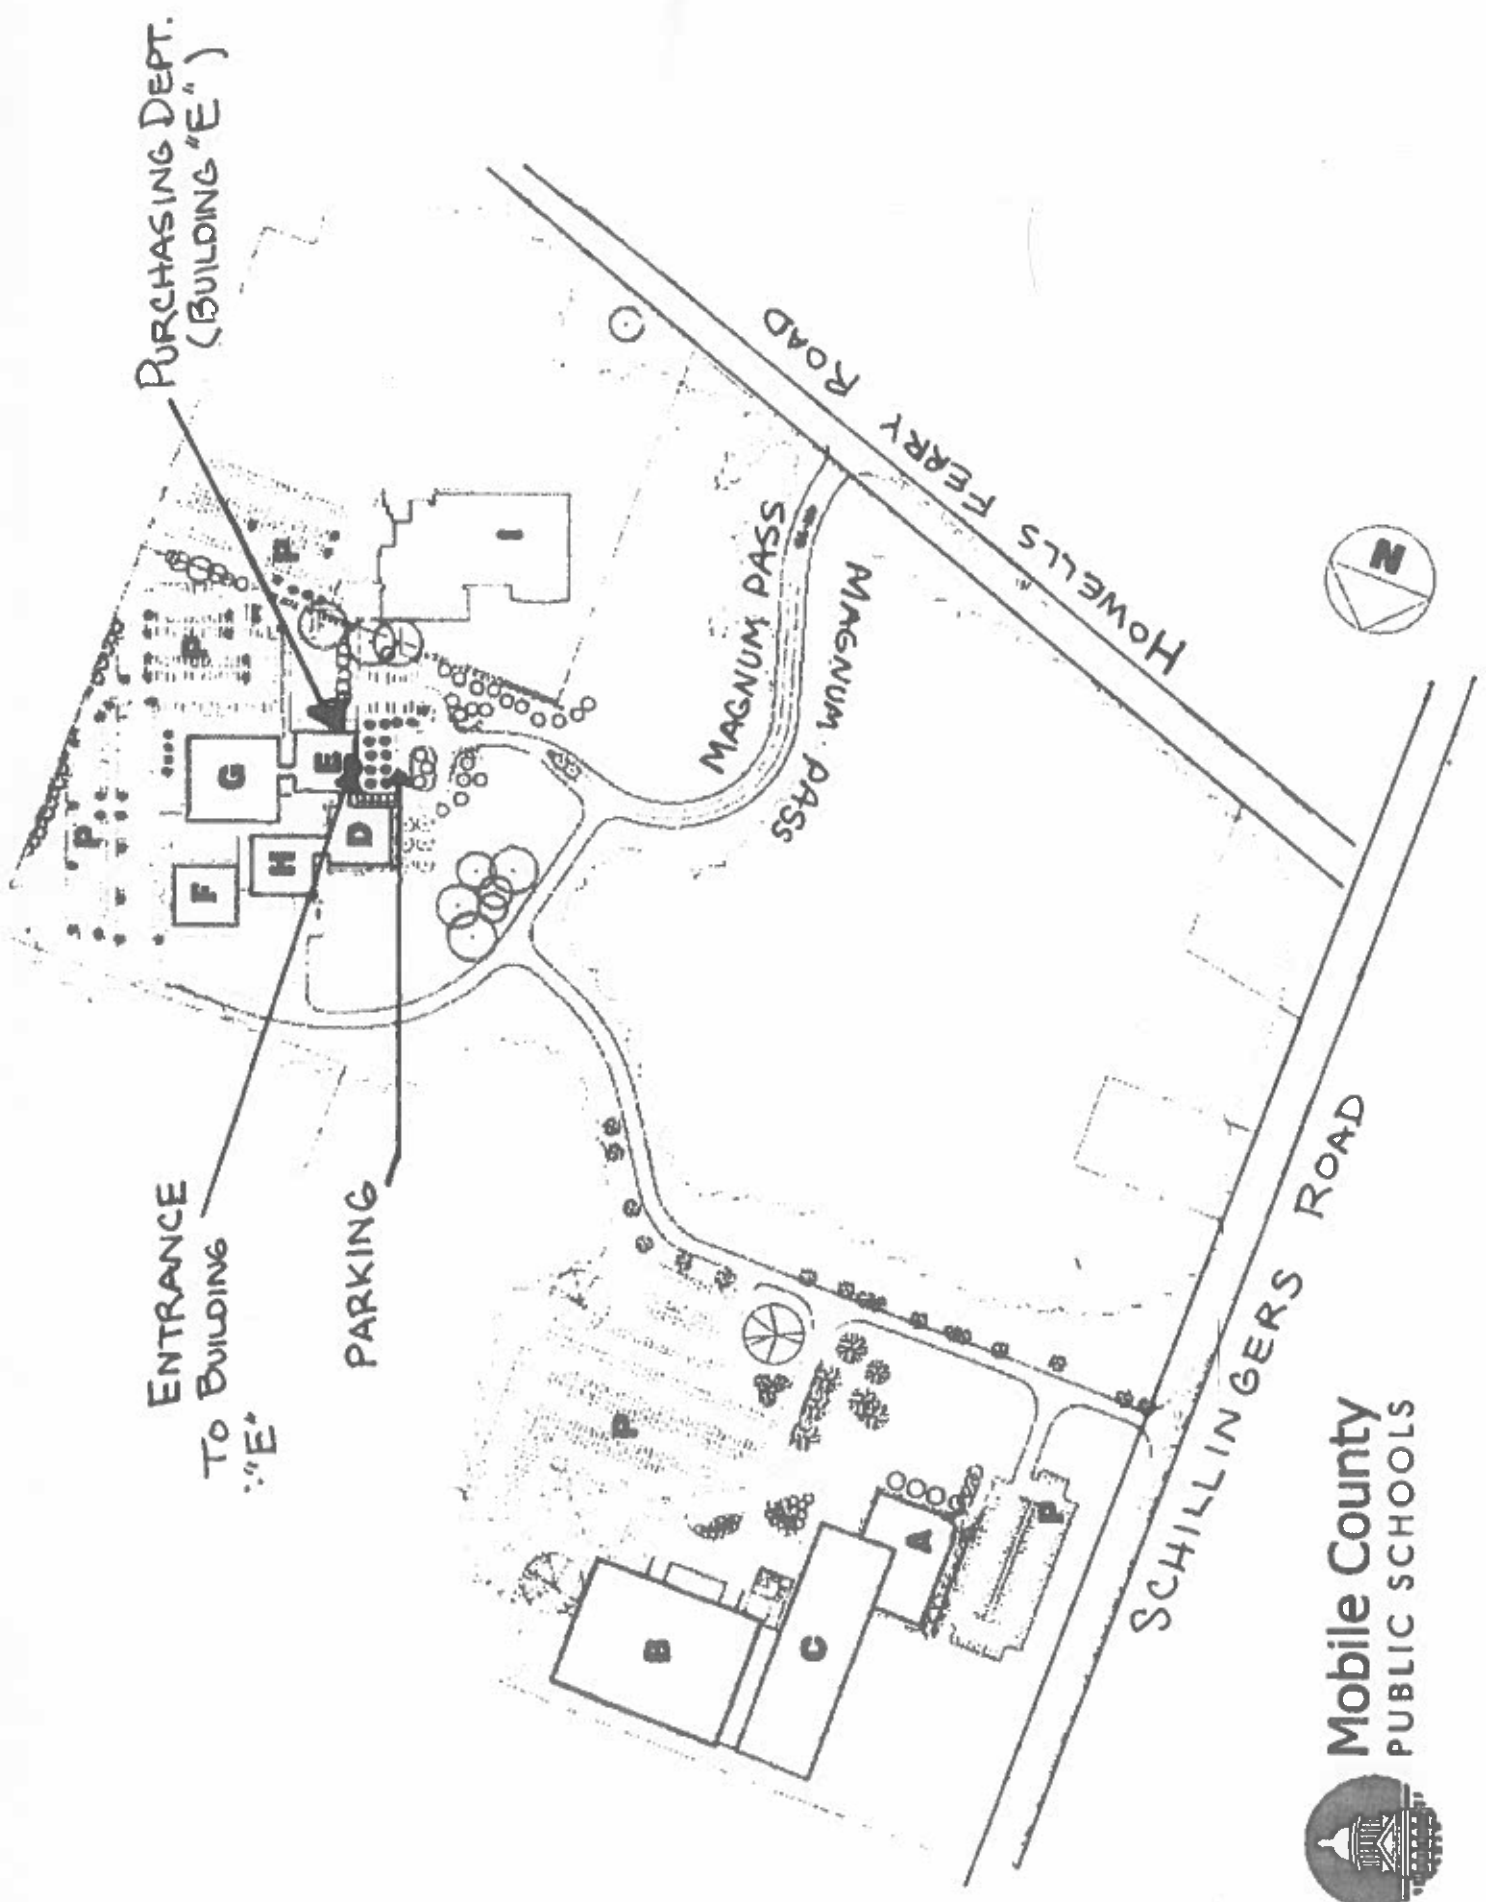 PURCHASING DEPT.
(BUILDING "E")
ENTRANCE
TO BUILDING
"E"
PARKING
P
P
P
G
E
F
H
D
I
MAGNUM PASS
MAGNUM PASS
HOWELLS FERRY ROAD
N
P
B
C
A
P
SCHILLINGERS ROAD
Mobile County
PUBLIC SCHOOLS